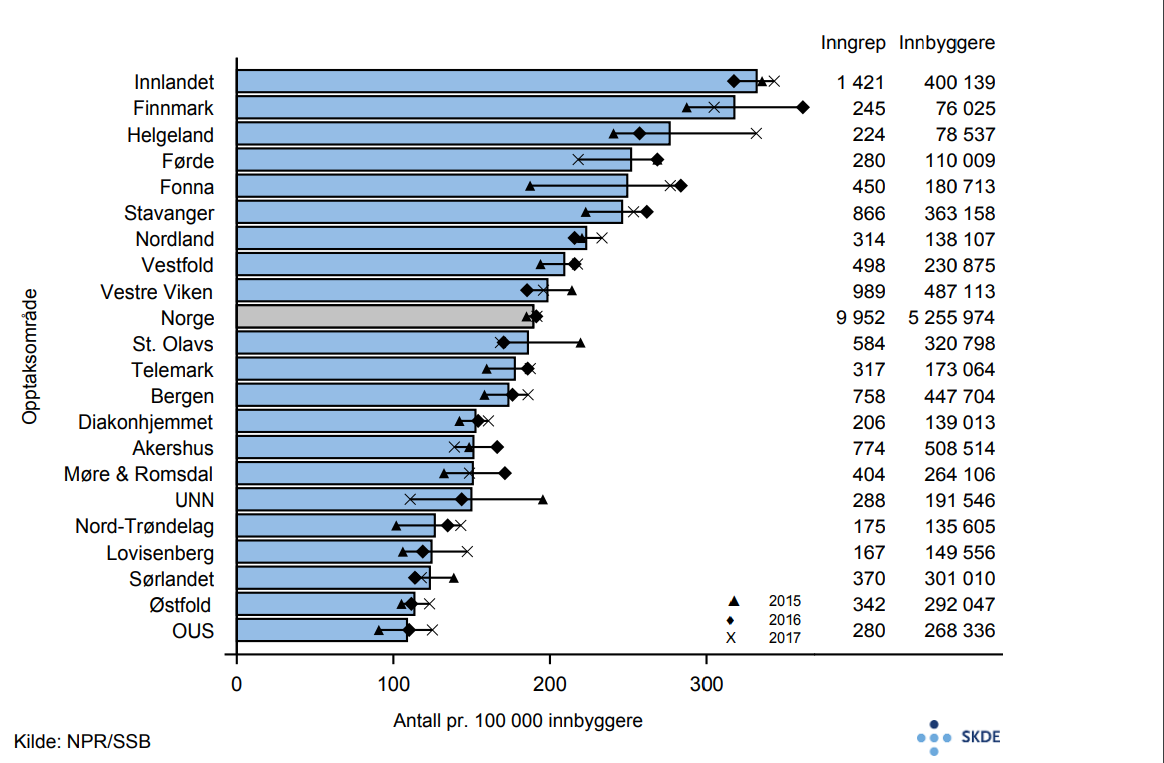 Inngrep Innbyggere
Innlandet 1 421 400 139
Finnmark 245 76 025
Helgeland 224 78 537
Førde 280 110 009
Fonna 450 180 713
Stavanger 866 363 158
Nordland 314 138 107
Vestfold 498 230 875
Vestre Viken 989 487 113
Norge 9 952 5 255 974
St. Olavs 584 320 798
Telemark 317 173 064
Bergen 758 447 704
Diakonhjemmet 206 139 013
Akershus 774 508 514
Møre & Romsdal 404 264 106
UNN 288 191 546
Nord-Trøndelag 175 135 605
Lovisenberg 167 149 556
Sørlandet 370 301 010
Østfold 342 292 047
OUS 280 268 336
Opptaksområde
2015
2016
2017
0 100 200 300
Antall pr. 100 000 innbyggere
Kilde: NPR/SSB
SKDE